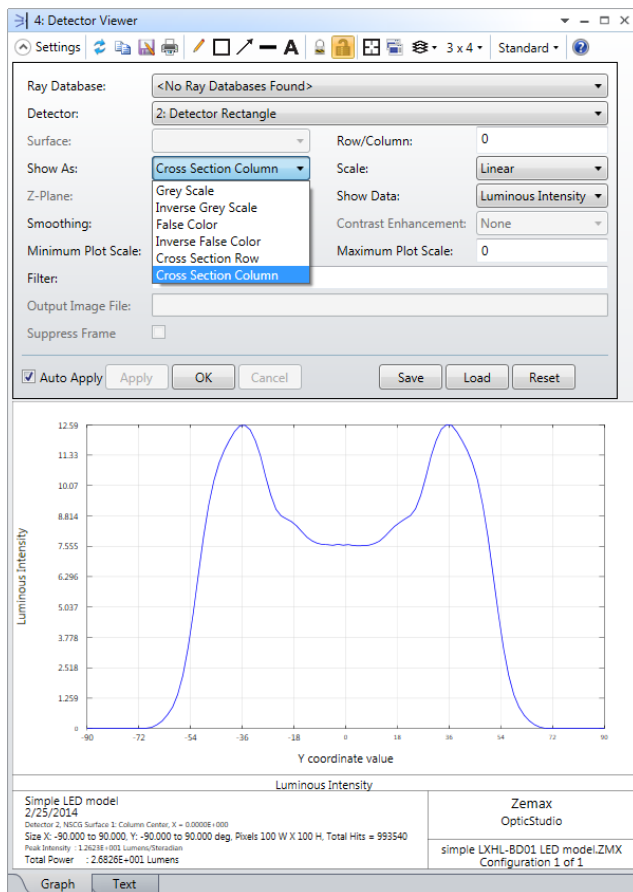 4: Detector Viewer
Settings A 3 x 4 Standard
Ray Database: <No Ray Databases Found>
Detector: 2: Detector Rectangle
Surface: Row/Column: 0
Show As: Cross Section Column Scale: Linear
Grey Scale
Inverse Grey Scale
False Color
Inverse False Color
Cross Section Row
Cross Section Column
Z-Plane: Show Data: Luminous Intensity
Smoothing: Contrast Enhancement: None
Minimum Plot Scale: Maximum Plot Scale: 0
Filter:
Output Image File:
Suppress Frame
Auto Apply Apply OK Cancel Save Load Reset
12.59
11.33
10.07
8.814
7.555
6.296
5.037
3.778
2.518
1.259
0
Luminous Intensity
-90 -72 -54 -36 -18 0 18 36 54 72 90
Y coordinate value
Luminous Intensity
Simple LED model
2/25/2014
Detector 2, NSCG Surface 1: Column Center, X = 0.0000E+000
Size X: -90.000 to 90.000, Y: -90.000 to 90.000 deg, Pixels 100 W X 100 H, Total Hits = 993540
Peak Intensity : 1.2623E+001 Lumens/Steradian
Total Power : 2.6826E+001 Lumens
Zemax
OpticStudio
simple LXHL-BD01 LED model.ZMX
Configuration 1 of 1
Graph Text